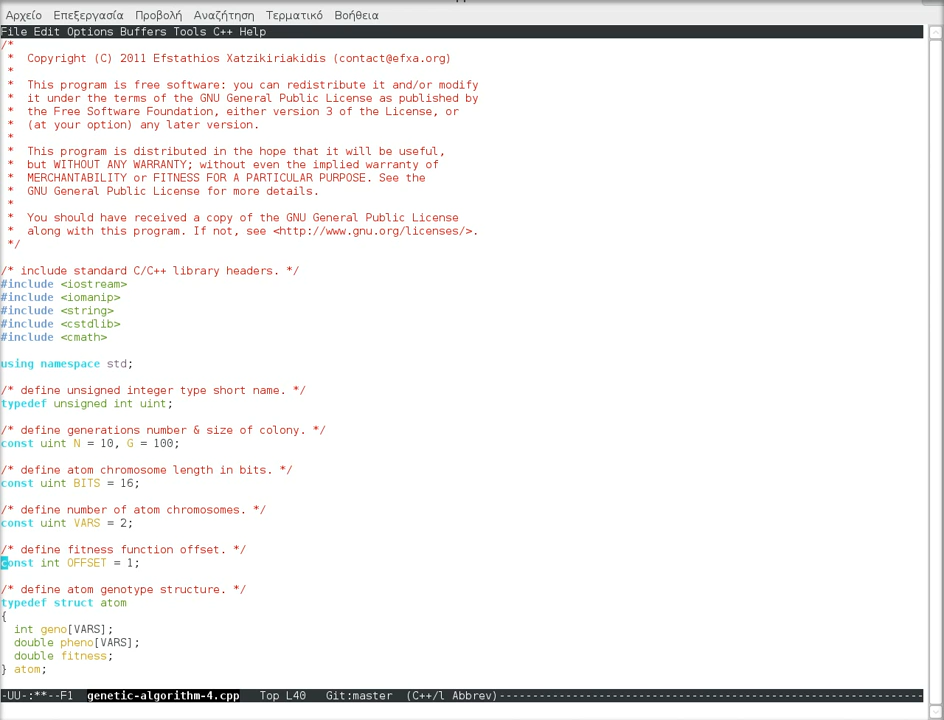 Αρχείο Επεξεργασία Προβολή Αναζήτηση Τερματικό Βοήθεια
File Edit Options Buffers Tools C++ Help
/*
 *  Copyright (C) 2011 Efstathios Xatzikiriakidis (contact@efxa.org)
 *
 *  This program is free software: you can redistribute it and/or modify
 *  it under the terms of the GNU General Public License as published by
 *  the Free Software Foundation, either version 3 of the License, or
 *  (at your option) any later version.
 *
 *  This program is distributed in the hope that it will be useful,
 *  but WITHOUT ANY WARRANTY; without even the implied warranty of
 *  MERCHANTABILITY or FITNESS FOR A PARTICULAR PURPOSE. See the
 *  GNU General Public License for more details.
 *
 *  You should have received a copy of the GNU General Public License
 *  along with this program. If not, see <http://www.gnu.org/licenses/>.
 */
/* include standard C/C++ library headers. */
#include <iostream>
#include <iomanip>
#include <string>
#include <cstdlib>
#include <cmath>
using namespace std;
/* define unsigned integer type short name. */
typedef unsigned int uint;
/* define generations number & size of colony. */
const uint N = 10, G = 100;
/* define atom chromosome length in bits. */
const uint BITS = 16;
/* define number of atom chromosomes. */
const uint VARS = 2;
/* define fitness function offset. */
const int OFFSET = 1;
/* define atom genotype structure. */
typedef struct atom
{
  int geno[VARS];
  double pheno[VARS];
  double fitness;
} atom;
-UU-:**--F1  genetic-algorithm-4.cpp   Top L40   Git:master  (C++/l Abbrev)----------------------------------------------------------------